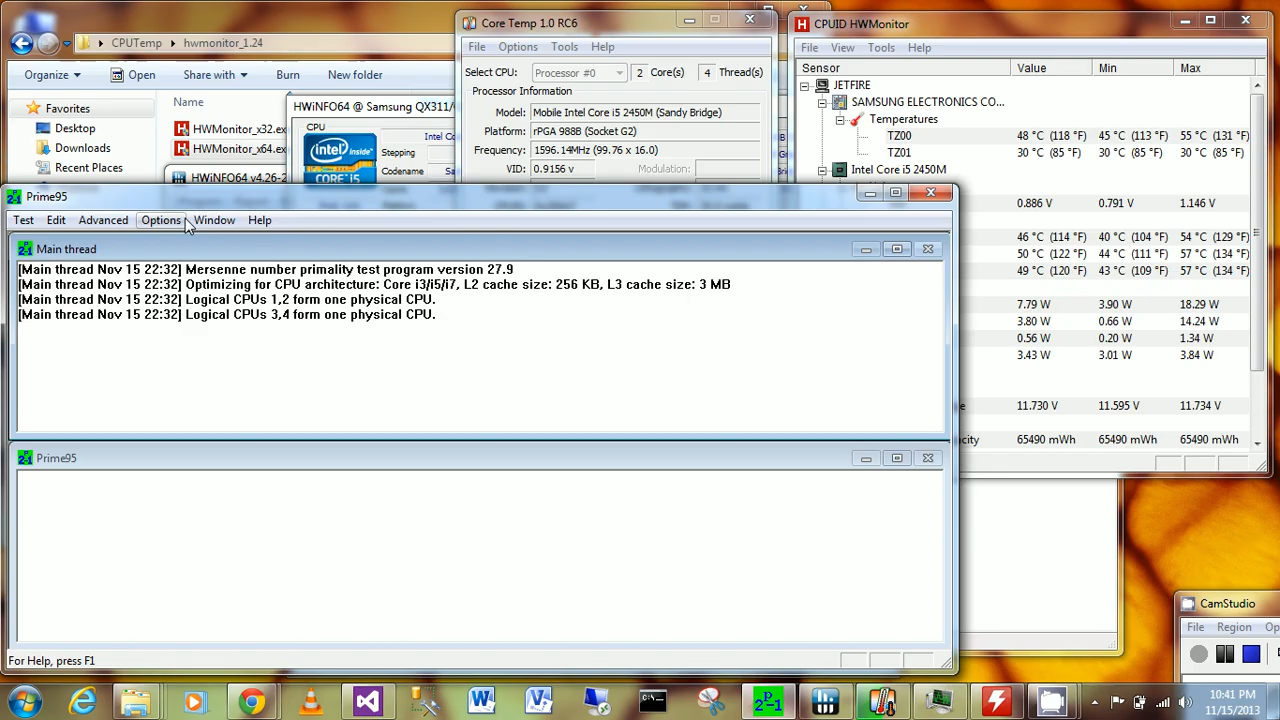 CPUTemp
hwmonitor_1.24
Organize
Open
Share with
Burn
New folder
Favorites
Desktop
Downloads
Recent Places
Name
HWMonitor_x32.ex
HWMonitor_x64.ex
HWiNFO64 v4.26-
HWiNFO64 @ Samsung QX311/
CPU
Intel Co
Stepping
Codename
intel
inside™
CORE™ i5
Core Temp 1.0 RC6
File Options Tools Help
Select CPU: Processor #0 2 Core(s) 4 Thread(s)
Processor Information
Model: Mobile Intel Core i5 2450M (Sandy Bridge)
Platform: rPGA 988B (Socket G2)
Frequency: 1596.14MHz (99.76 x 16.0)
VID: 0.9156 v Modulation:
CPUID HWMonitor
File View Tools Help
Sensor Value Min Max
JETFIRE
SAMSUNG ELECTRONICS CO...
Temperatures
TZ00 48 °C (118 °F) 45 °C (113 °F) 55 °C (131 °F)
TZ01 30 °C (85 °F) 30 °C (85 °F) 30 °C (85 °F)
Intel Core i5 2450M
0.886 V 0.791 V 1.146 V
46 °C (114 °F) 40 °C (104 °F) 54 °C (129 °F)
50 °C (122 °F) 44 °C (111 °F) 57 °C (134 °F)
49 °C (120 °F) 43 °C (109 °F) 57 °C (134 °F)
7.79 W 3.90 W 18.29 W
3.80 W 0.66 W 14.24 W
0.56 W 0.20 W 1.34 W
3.43 W 3.01 W 3.84 W
e 11.730 V 11.595 V 11.734 V
acity 65490 mWh 65490 mWh 65490 mWh
Prime95
Test Edit Advanced Options Window Help
Main thread
[Main thread Nov 15 22:32] Mersenne number primality test program version 27.9
[Main thread Nov 15 22:32] Optimizing for CPU architecture: Core i3/i5/i7, L2 cache size: 256 KB, L3 cache size: 3 MB
[Main thread Nov 15 22:32] Logical CPUs 1,2 form one physical CPU.
[Main thread Nov 15 22:32] Logical CPUs 3,4 form one physical CPU.
Prime95
For Help, press F1
CamStudio
File Region Op
10:41 PM
11/15/2013